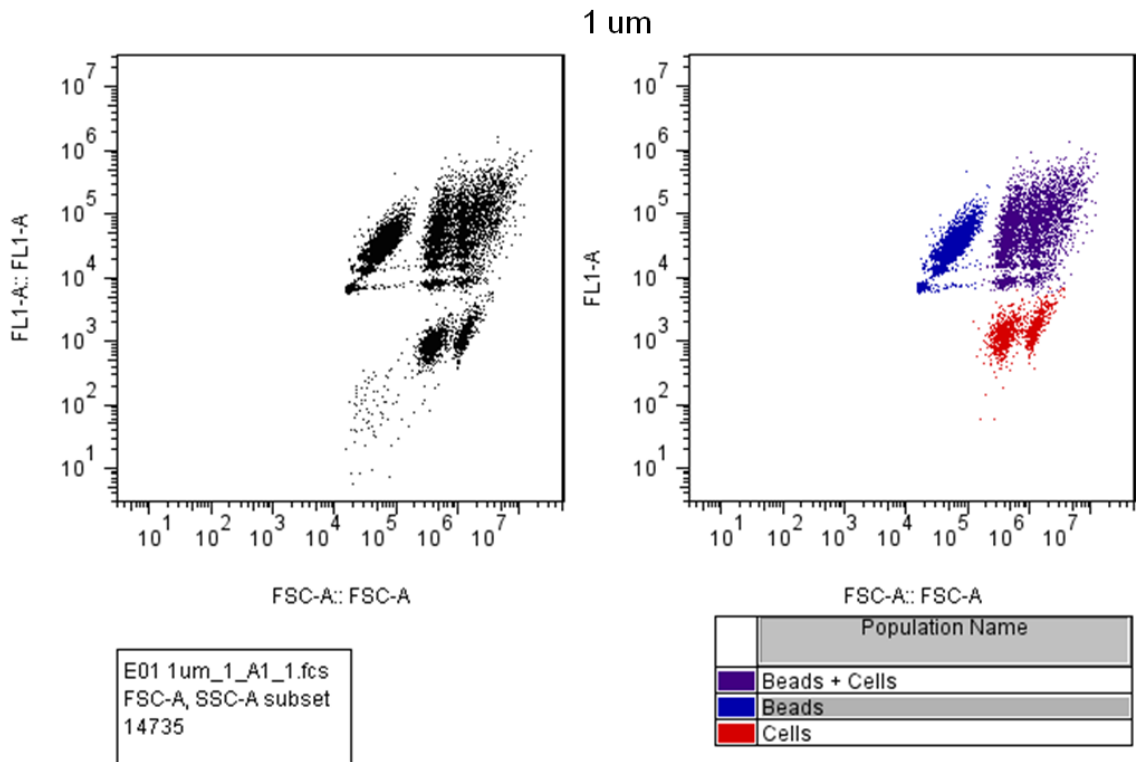 1 um
10^7
10^6
10^5
10^4
10^3
10^2
10^1
FL1-A:: FL1-A
10^1 10^2 10^3 10^4 10^5 10^6 10^7
FSC-A:: FSC-A
10^7
10^6
10^5
10^4
10^3
10^2
10^1
FL1-A
10^1 10^2 10^3 10^4 10^5 10^6 10^7
FSC-A:: FSC-A
E01 1um_1_A1_1.fcs
FSC-A, SSC-A subset
14735
Population Name
Beads + Cells
Beads
Cells